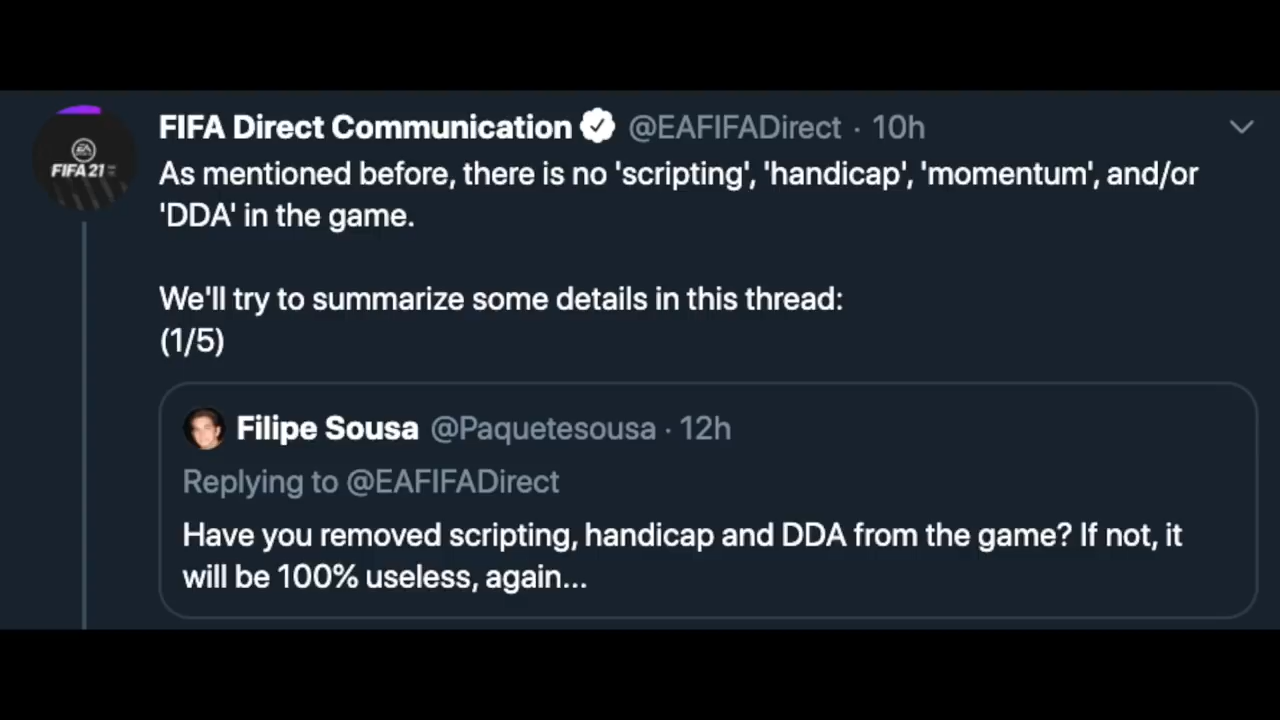 FIFA Direct Communication @EAFIFADirect · 10h
As mentioned before, there is no 'scripting', 'handicap', 'momentum', and/or
'DDA' in the game.
We'll try to summarize some details in this thread:
(1/5)
EA
FIFA 21
Filipe Sousa @Paquetesousa · 12h
Replying to @EAFIFADirect
Have you removed scripting, handicap and DDA from the game? If not, it
will be 100% useless, again...